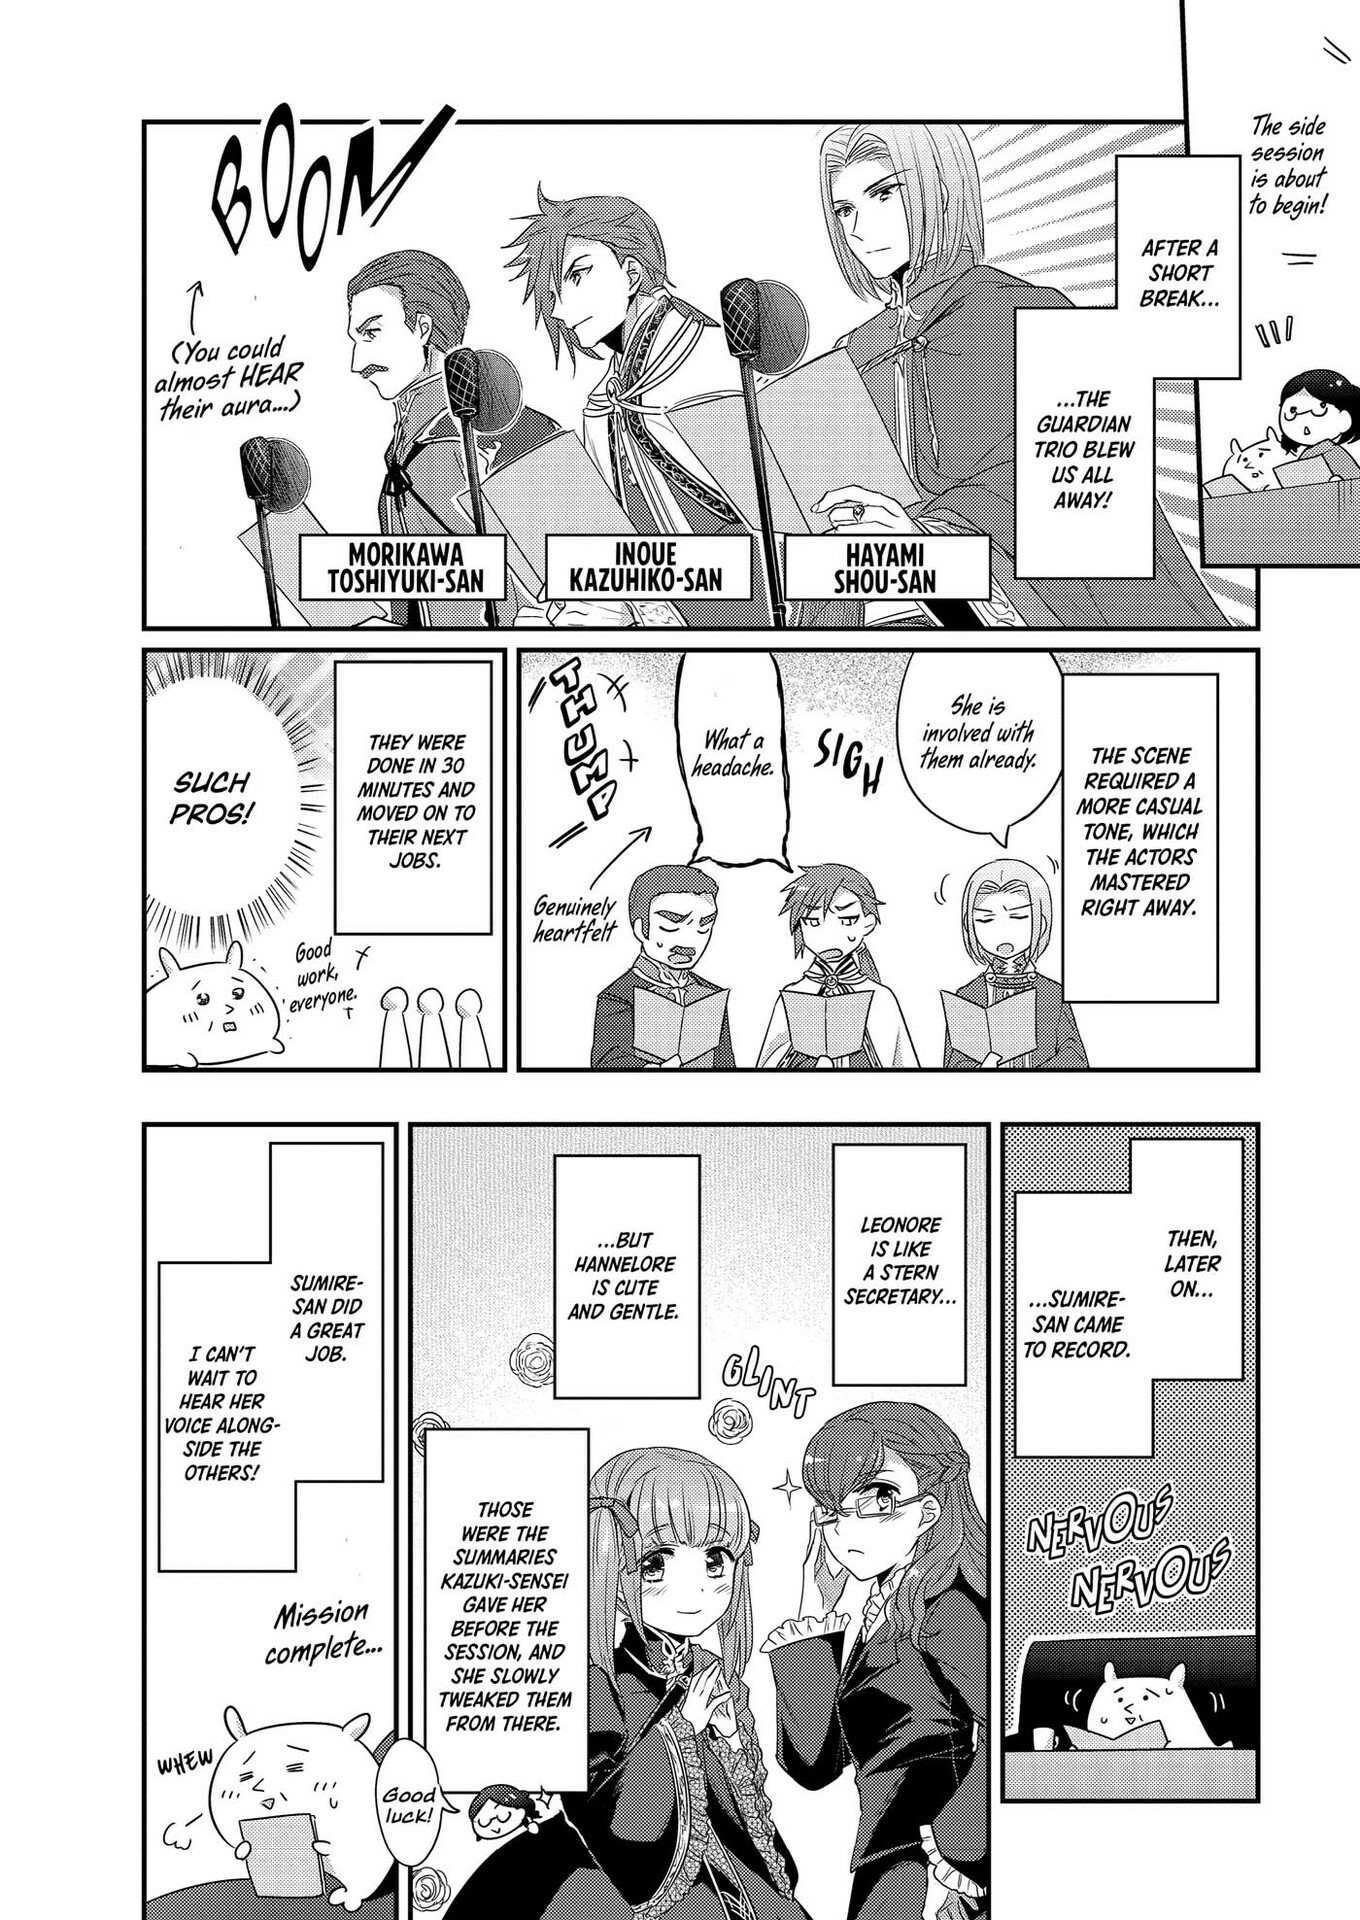 The side
session
is about
to begin!
AFTER A
SHORT
BREAK...
...THE
GUARDIAN
TRIO BLEW
US ALL
AWAY!
BOON
(You could
almost HEAR
their aura...)
HAYAMI
SHOU-SAN
INOUE
KAZUHIKO-SAN
MORIKAWA
TOSHIYUKI-SAN
THE SCENE
REQUIRED A
MORE CASUAL
TONE, WHICH
THE ACTORS
MASTERED
RIGHT AWAY.
She is
involved with
them already.
SIGH
What a
headache.
THUMP
Genuinely
heartfelt
THEY WERE
DONE IN 30
MINUTES AND
MOVED ON TO
THEIR NEXT
JOBS.
SUCH
PROS!
Good
work,
everyone.
THEN,
LATER
ON...
...SUMIRE-
SAN CAME
TO RECORD.
NERVOUS
NERVOUS
LEONORE
IS LIKE
A STERN
SECRETARY...
GLINT
...BUT
HANNELORE
IS CUTE
AND GENTLE.
THOSE
WERE THE
SUMMARIES
KAZUKI-SENSEI
GAVE HER
BEFORE THE
SESSION, AND
SHE SLOWLY
TWEAKED THEM
FROM THERE.
Good
luck!
SUMIRE-
SAN DID
A GREAT
JOB.
I CAN'T
WAIT TO
HEAR HER
VOICE ALONG-
SIDE THE
OTHERS!
Mission
complete...
WHEW